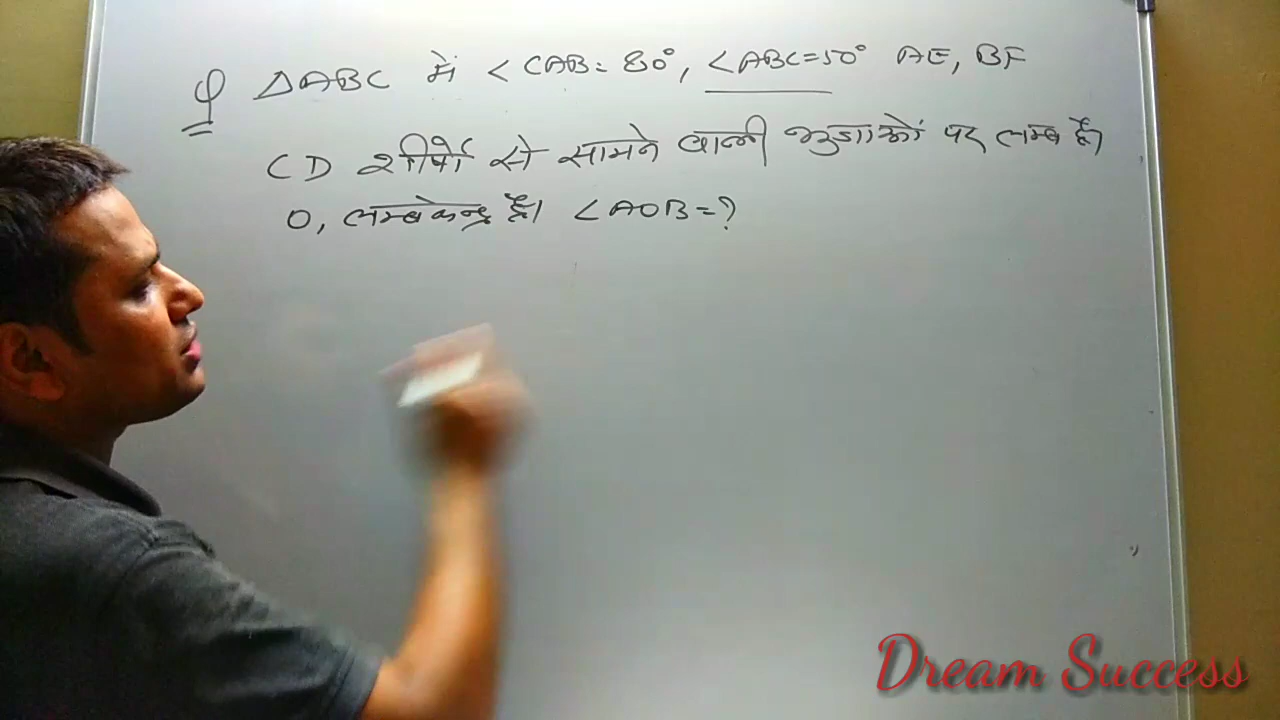 Q ΔABC में <CAB = 80°, <ABC = 50° AE, BF
CD शीर्षों से सामने वाली भुजाओं पर लम्ब है।
O, लम्बकेन्द्र है। <AOB = ?
Dream Success